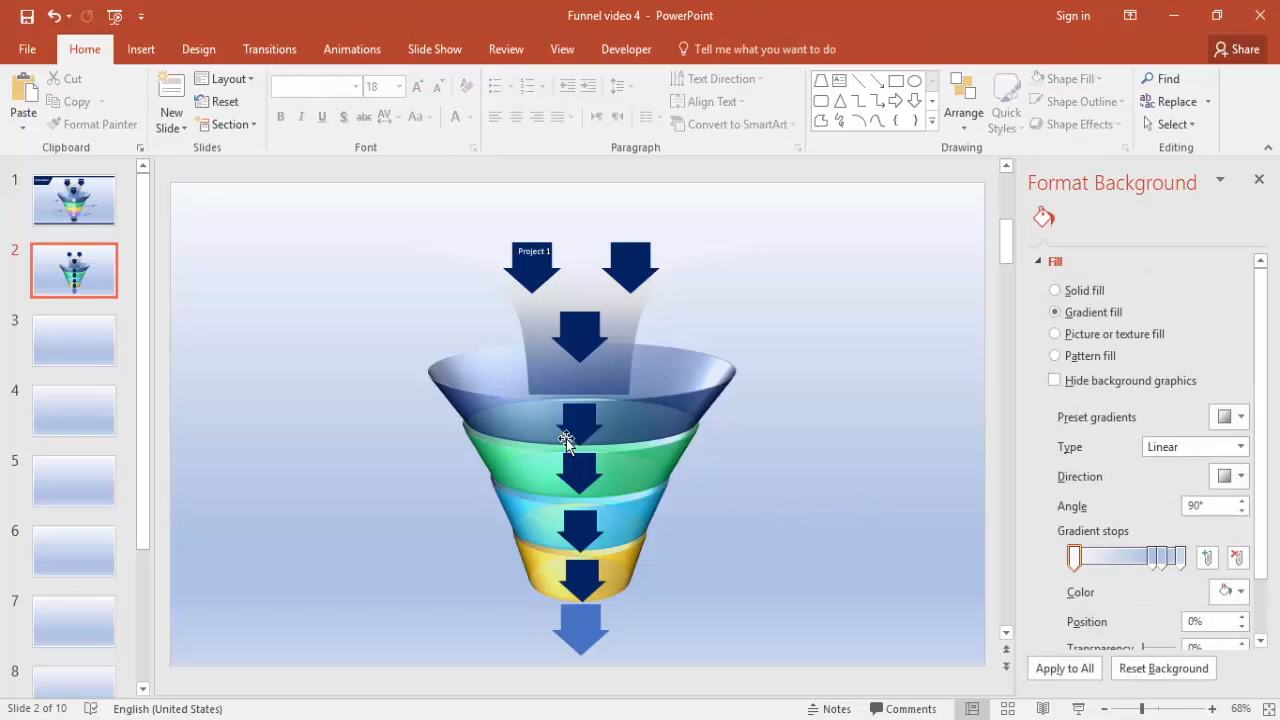 Funnel video 4 - PowerPoint
Sign in
File
Home
Insert
Design
Transitions
Animations
Slide Show
Review
View
Developer
Tell me what you want to do
Share
Paste
Cut
Copy
Format Painter
Clipboard
New
Slide
Layout
Reset
Section
Slides
18
B
I
U
S
abc
AV
Aa
A
Font
Text Direction
Align Text
Convert to SmartArt
Paragraph
Arrange
Quick
Styles
Shape Fill
Shape Outline
Shape Effects
Drawing
Find
Replace
Select
Editing
1
2
3
4
5
6
7
8
Project 1
Format Background
Fill
Solid fill
Gradient fill
Picture or texture fill
Pattern fill
Hide background graphics
Preset gradients
Type
Linear
Direction
Angle
90°
Gradient stops
Color
Position
0%
Transparency
0%
Apply to All
Reset Background
Slide 2 of 10
English (United States)
Notes
Comments
68%